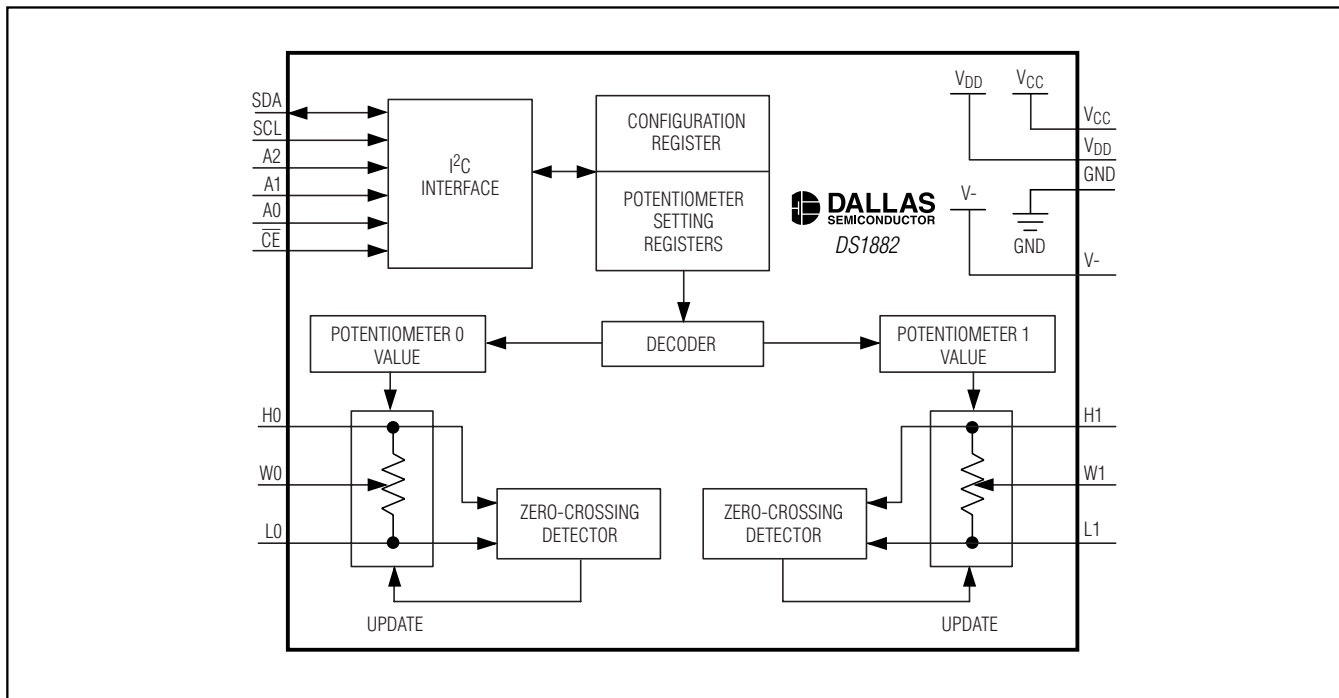 SDA
SCL
A2
A1
A0
CE
I²C
INTERFACE
CONFIGURATION
REGISTER
POTENTIOMETER
SETTING
REGISTERS
VDD
VCC
VCC
VDD
GND
V-
GND
V-
DALLAS
SEMICONDUCTOR
DS1882
POTENTIOMETER 0
VALUE
DECODER
POTENTIOMETER 1
VALUE
H0
W0
L0
ZERO-CROSSING
DETECTOR
UPDATE
ZERO-CROSSING
DETECTOR
UPDATE
H1
W1
L1